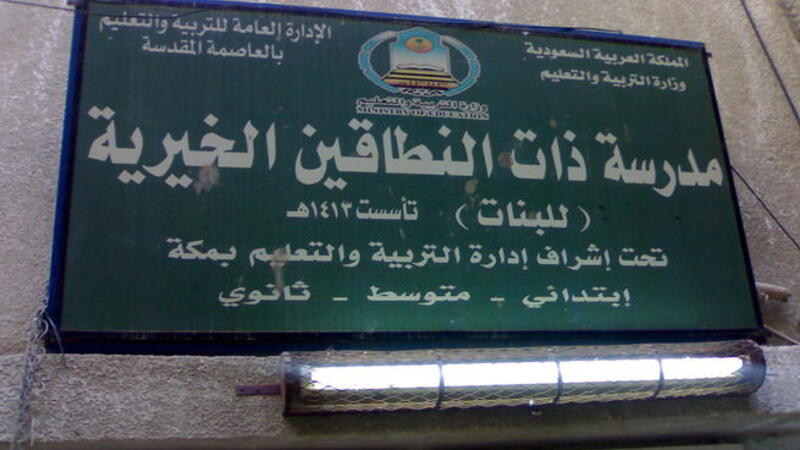 المملكة العربية السعودية
وزارة التربية والتعليم
الإدارة العامة للتربية والتعليم
بالعاصمة المقدسة
وزارة التربية والتعليم
MINISTRY OF EDUCATION
مدرسة ذات النطاقين الخيرية
( للبنات ) تأسست ١٤١٣هـ
تحت إشراف إدارة التربية والتعليم بمكة
إبتدائي - متوسط - ثانوي